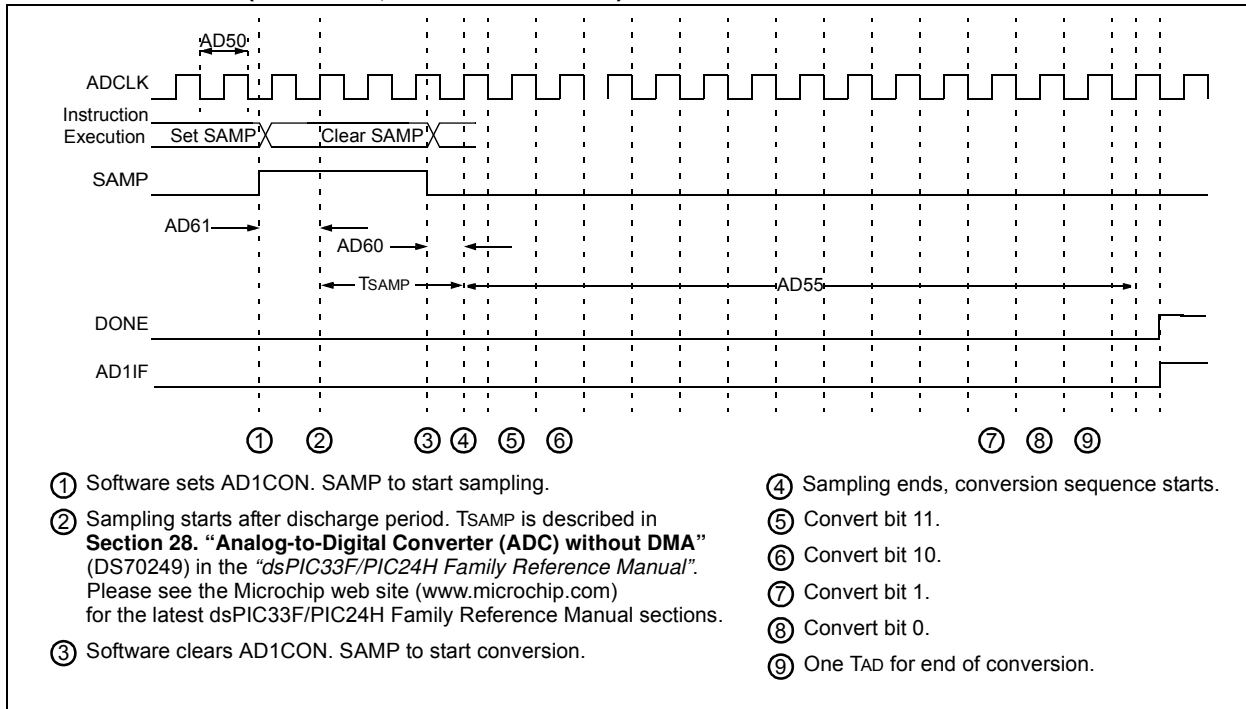 AD50
ADCLK
Instruction
Execution
Set SAMP
Clear SAMP
SAMP
AD61
AD60
TSAMP
AD55
DONE
AD1IF
1 2 3 4 5 6 7 8 9
1 Software sets AD1CON. SAMP to start sampling.
2 Sampling starts after discharge period. TSAMP is described in
Section 28. “Analog-to-Digital Converter (ADC) without DMA”
(DS70249) in the “dsPIC33F/PIC24H Family Reference Manual”.
Please see the Microchip web site (www.microchip.com)
for the latest dsPIC33F/PIC24H Family Reference Manual sections.
3 Software clears AD1CON. SAMP to start conversion.
4 Sampling ends, conversion sequence starts.
5 Convert bit 11.
6 Convert bit 10.
7 Convert bit 1.
8 Convert bit 0.
9 One TAD for end of conversion.